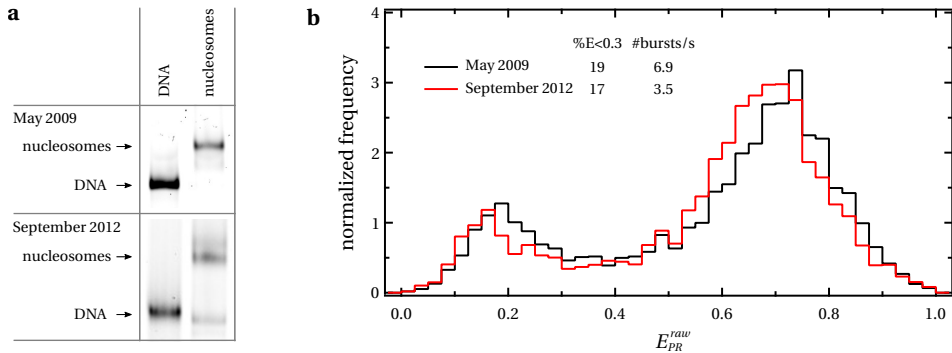 a
DNA
nucleosomes
May 2009
nucleosomes
DNA
September 2012
nucleosomes
DNA
b
%E<0.3 #bursts/s
May 2009 19 6.9
September 2012 17 3.5
normalized frequency
4
3
2
1
0
0.0 0.2 0.4 0.6 0.8 1.0
E_{PR}^{raw}